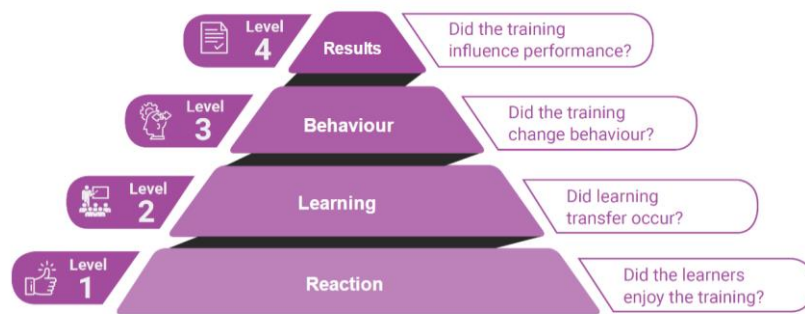 Level
4
Results
Did the training
influence performance?
Level
3
Behaviour
Did the training
change behaviour?
Level
2
Learning
Did learning
transfer occur?
Level
1
Reaction
Did the learners
enjoy the training?